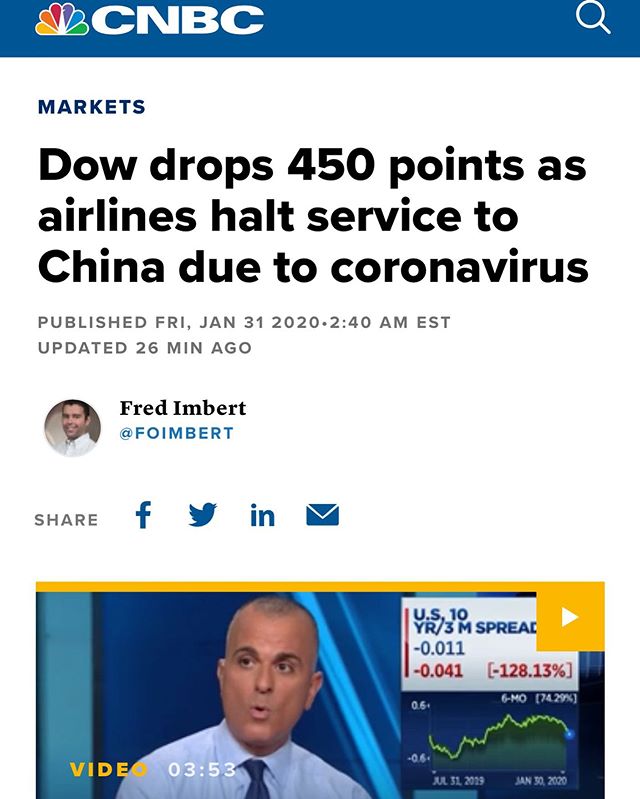 CNBC
MARKETS
Dow drops 450 points as
airlines halt service to
China due to coronavirus
PUBLISHED FRI, JAN 31 2020•2:40 AM EST
UPDATED 26 MIN AGO
Fred Imbert
@FOIMBERT
SHARE
U.S. 10
YR/3 M SPREAD
-0.011
-0.041 [-128.13%]
6-MO [74.29%]
0.6
-0.6
JUL 31, 2019 JAN 30, 2020
VIDEO 03:53